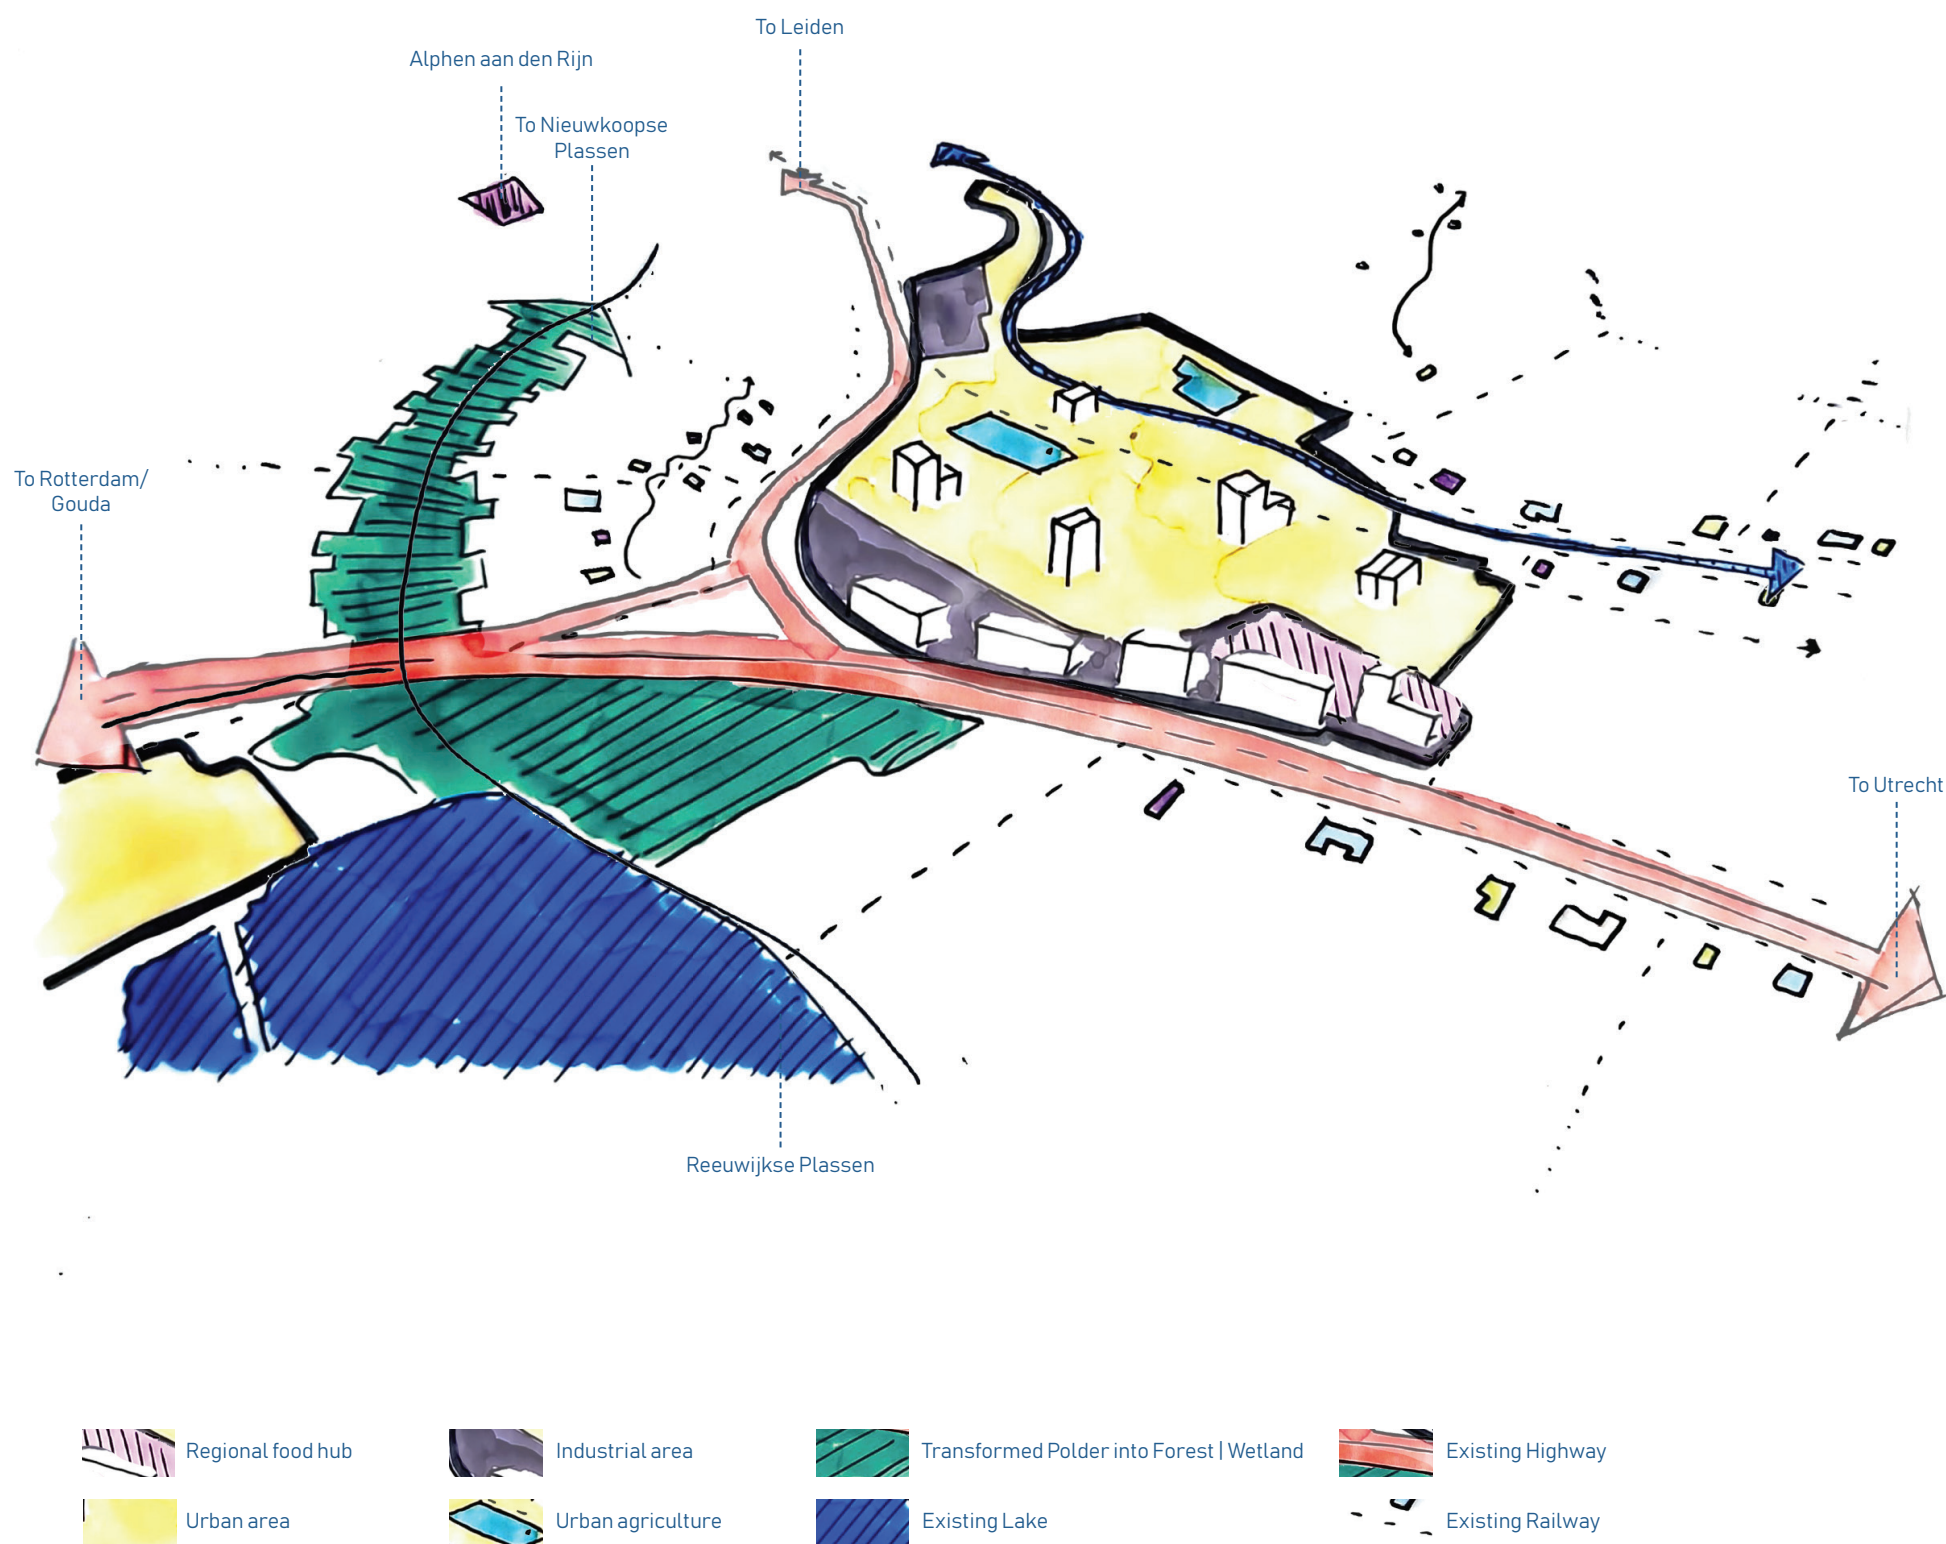 To Leiden
Alphen aan den Rijn
To Nieuwkoopse
Plassen
To Rotterdam/
Gouda
To Utrecht
Reeuwijkse Plassen
Regional food hub
Industrial area
Transformed Polder into Forest | Wetland
Existing Highway
Urban area
Urban agriculture
Existing Lake
Existing Railway